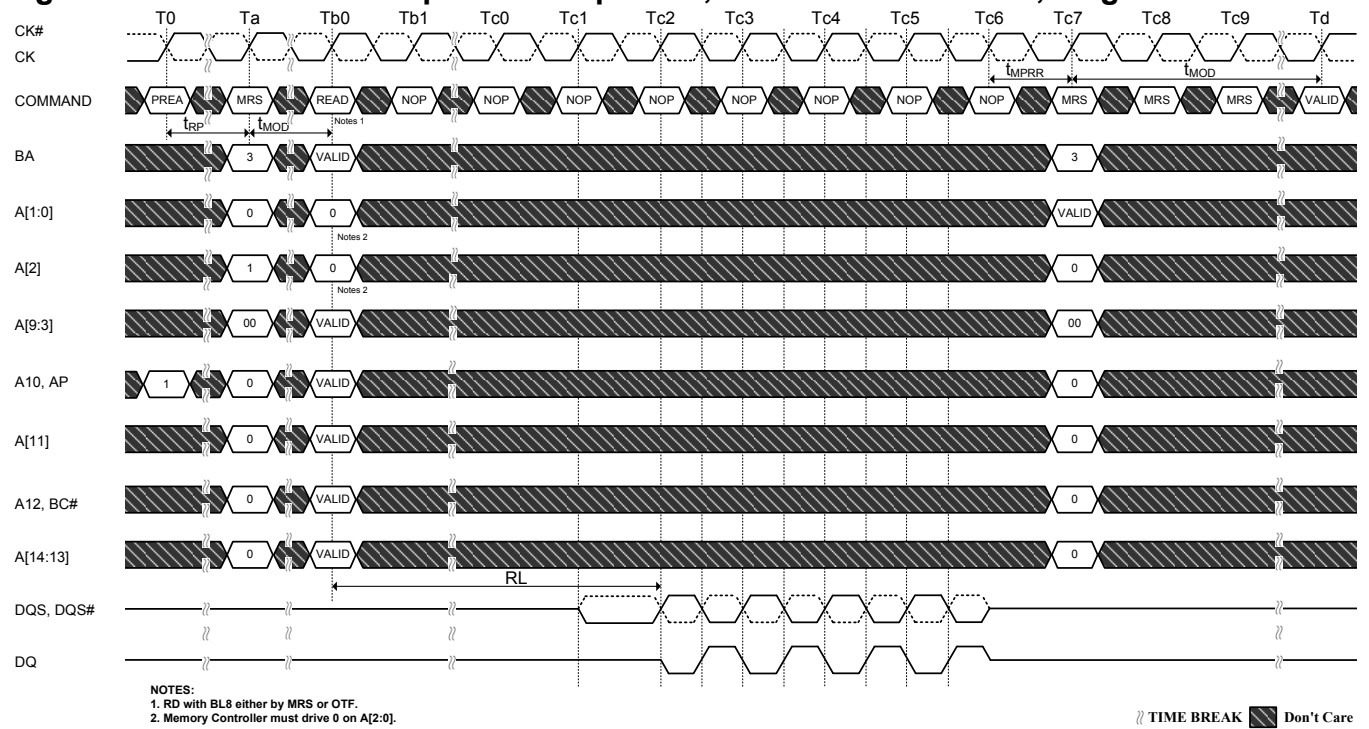 T0 Ta Tb0 Tb1 Tc0 Tc1 Tc2 Tc3 Tc4 Tc5 Tc6 Tc7 Tc8 Tc9 Td
CK#
CK
tMPRR tMOD
COMMAND PREA MRS READ NOP NOP NOP NOP NOP NOP NOP NOP MRS MRS MRS VALID
tRP tMOD Notes 1
BA 3 VALID 3
A[1:0] 0 0 VALID
Notes 2
A[2] 1 0 0
Notes 2
A[9:3] 00 VALID 00
A10, AP 1 0 VALID 0
A[11] 0 VALID 0
A12, BC# 0 VALID 0
A[14:13] 0 VALID 0
RL
DQS, DQS#
DQ
NOTES:
1. RD with BL8 either by MRS or OTF.
2. Memory Controller must drive 0 on A[2:0].
TIME BREAK Don't Care